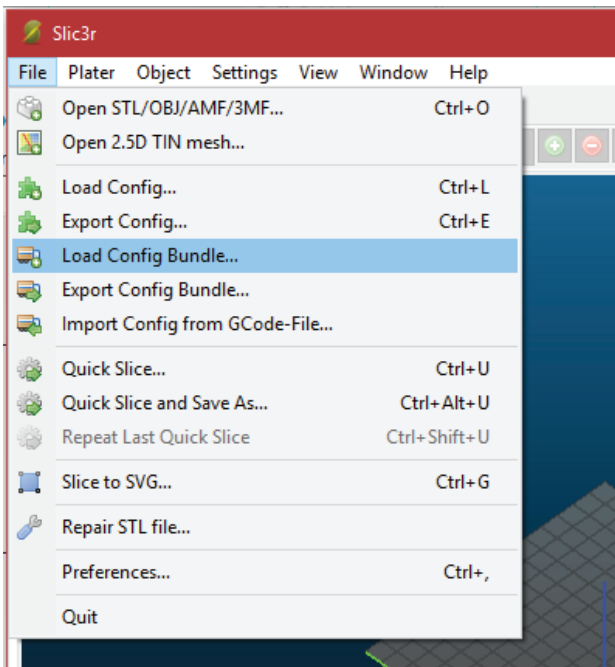 Slic3r
File Plater Object Settings View Window Help
Open STL/OBJ/AMF/3MF... Ctrl+O
Open 2.5D TIN mesh...
Load Config... Ctrl+L
Export Config... Ctrl+E
Load Config Bundle...
Export Config Bundle...
Import Config from GCode-File...
Quick Slice... Ctrl+U
Quick Slice and Save As... Ctrl+Alt+U
Repeat Last Quick Slice Ctrl+Shift+U
Slice to SVG... Ctrl+G
Repair STL file...
Preferences... Ctrl+,
Quit